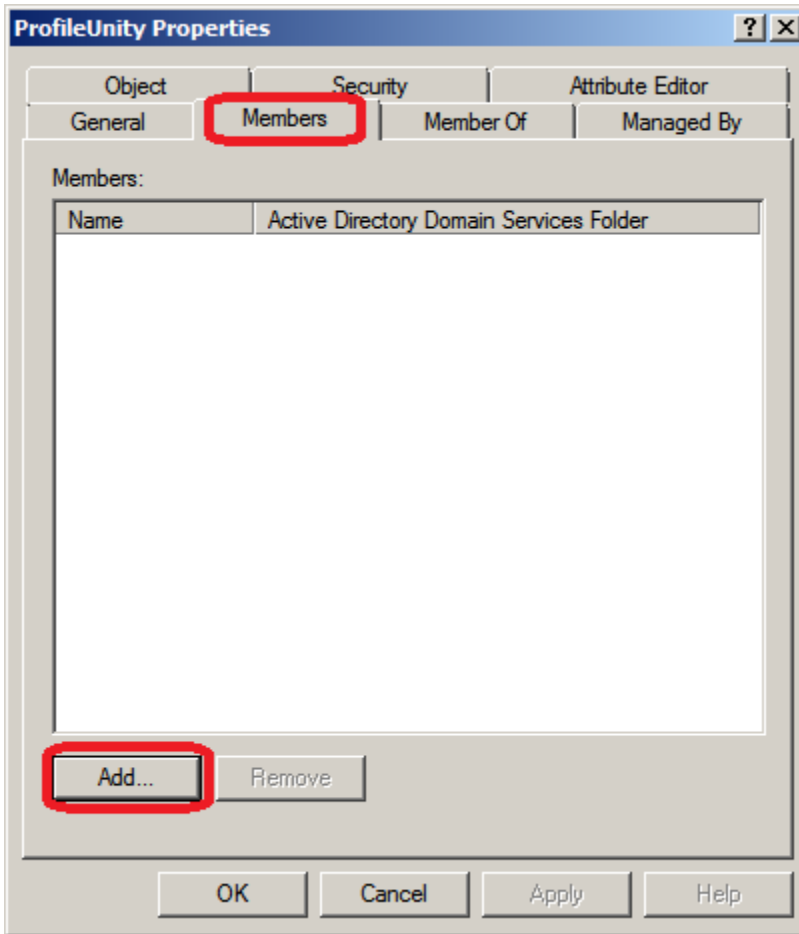 ProfileUnity Properties ? X
Object Security Attribute Editor
General Members Member Of Managed By
Members:
Name Active Directory Domain Services Folder
Add... Remove
OK Cancel Apply Help